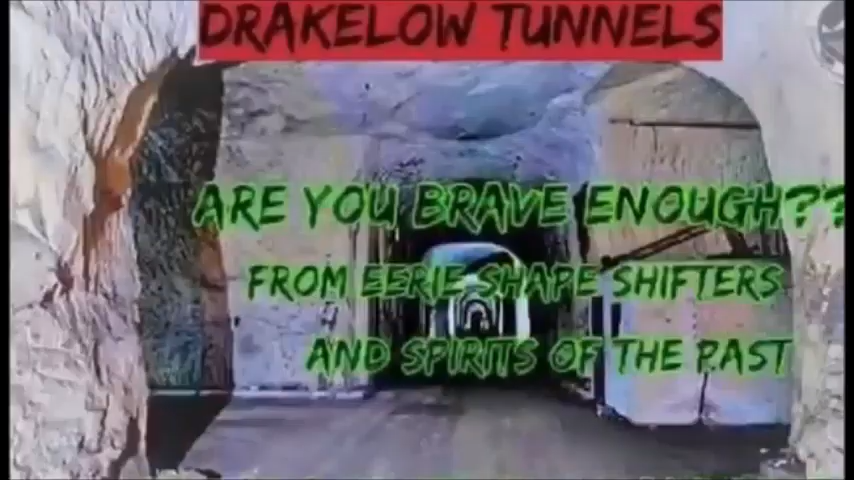 DRAKELOW TUNNELS
ARE YOU BRAVE ENOUGH??
FROM EERIE SHAPE SHIFTERS
AND SPIRITS OF THE PAST